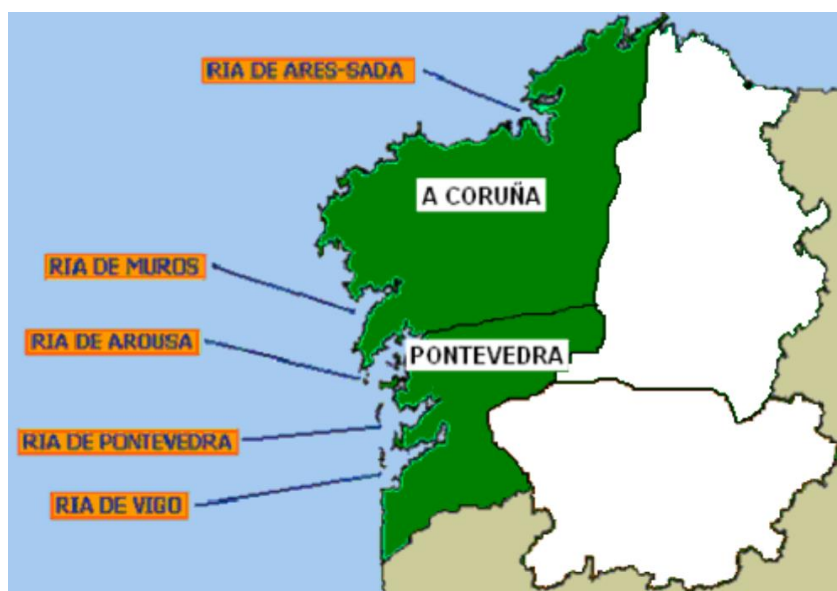 RIA DE ARES-SADA
A CORUÑA
RIA DE MUROS
RIA DE AROUSA
PONTEVEDRA
RIA DE PONTEVEDRA
RIA DE VIGO